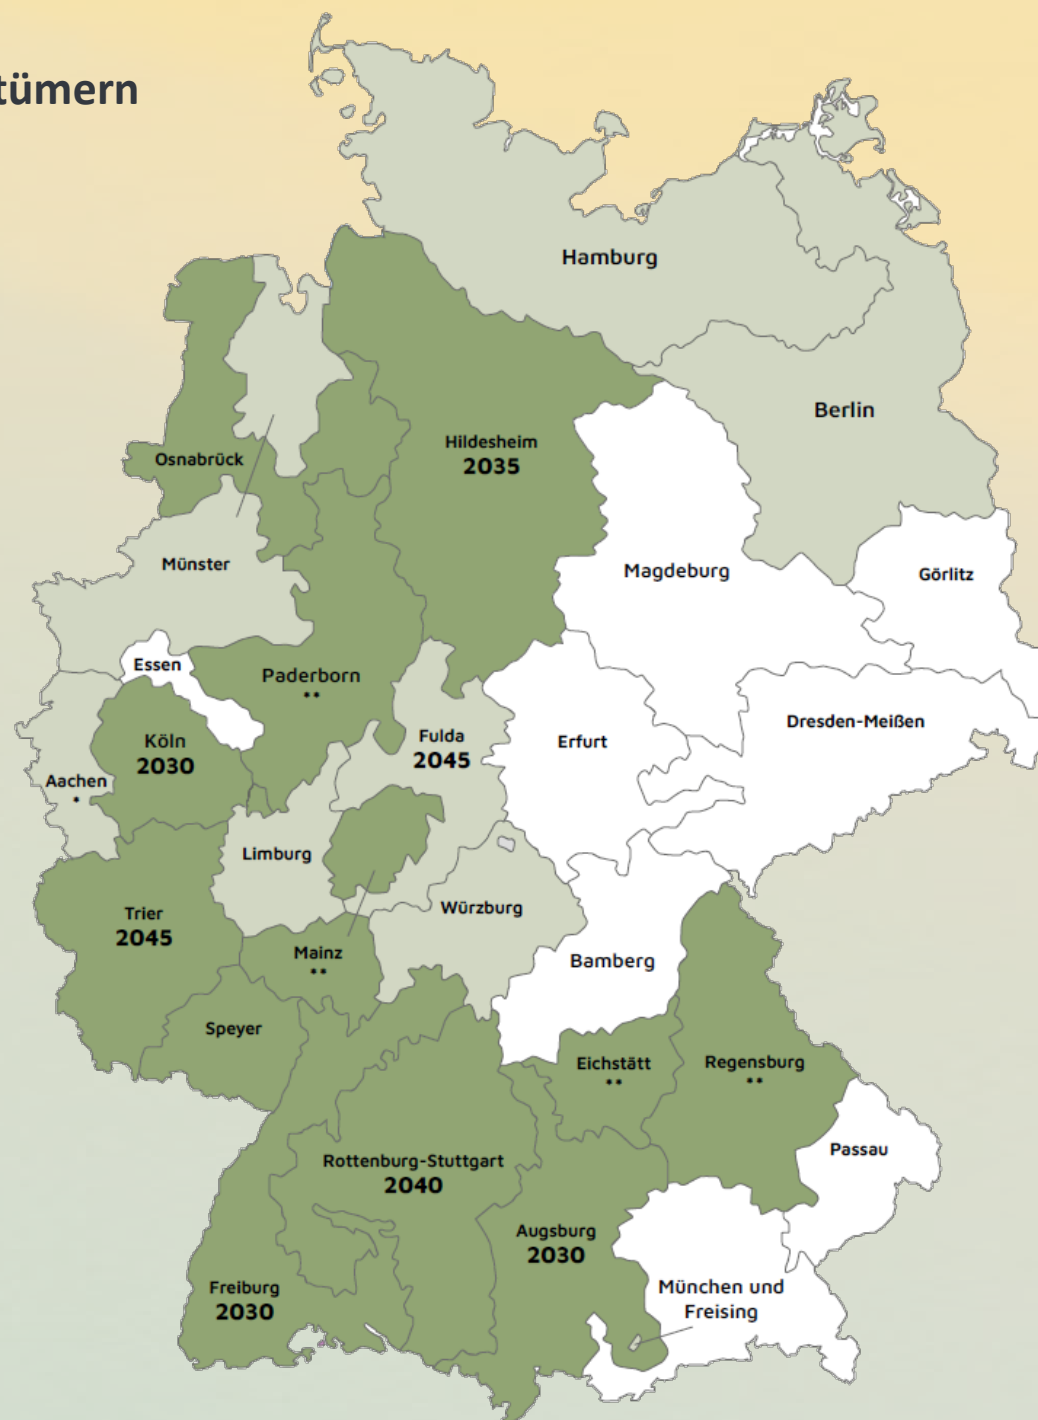 tümern
Hamburg
Berlin
Hildesheim
2035
Osnabrück
Münster
Magdeburg
Görlitz
Essen
Paderborn
**
Köln
2030
Fulda
2045
Erfurt
Dresden-Meißen
Aachen
*
Limburg
Trier
2045
Würzburg
Mainz
**
Bamberg
Speyer
Eichstätt
**
Regensburg
**
Passau
Rottenburg-Stuttgart
2040
Augsburg
2030
Freiburg
2030
München und
Freising